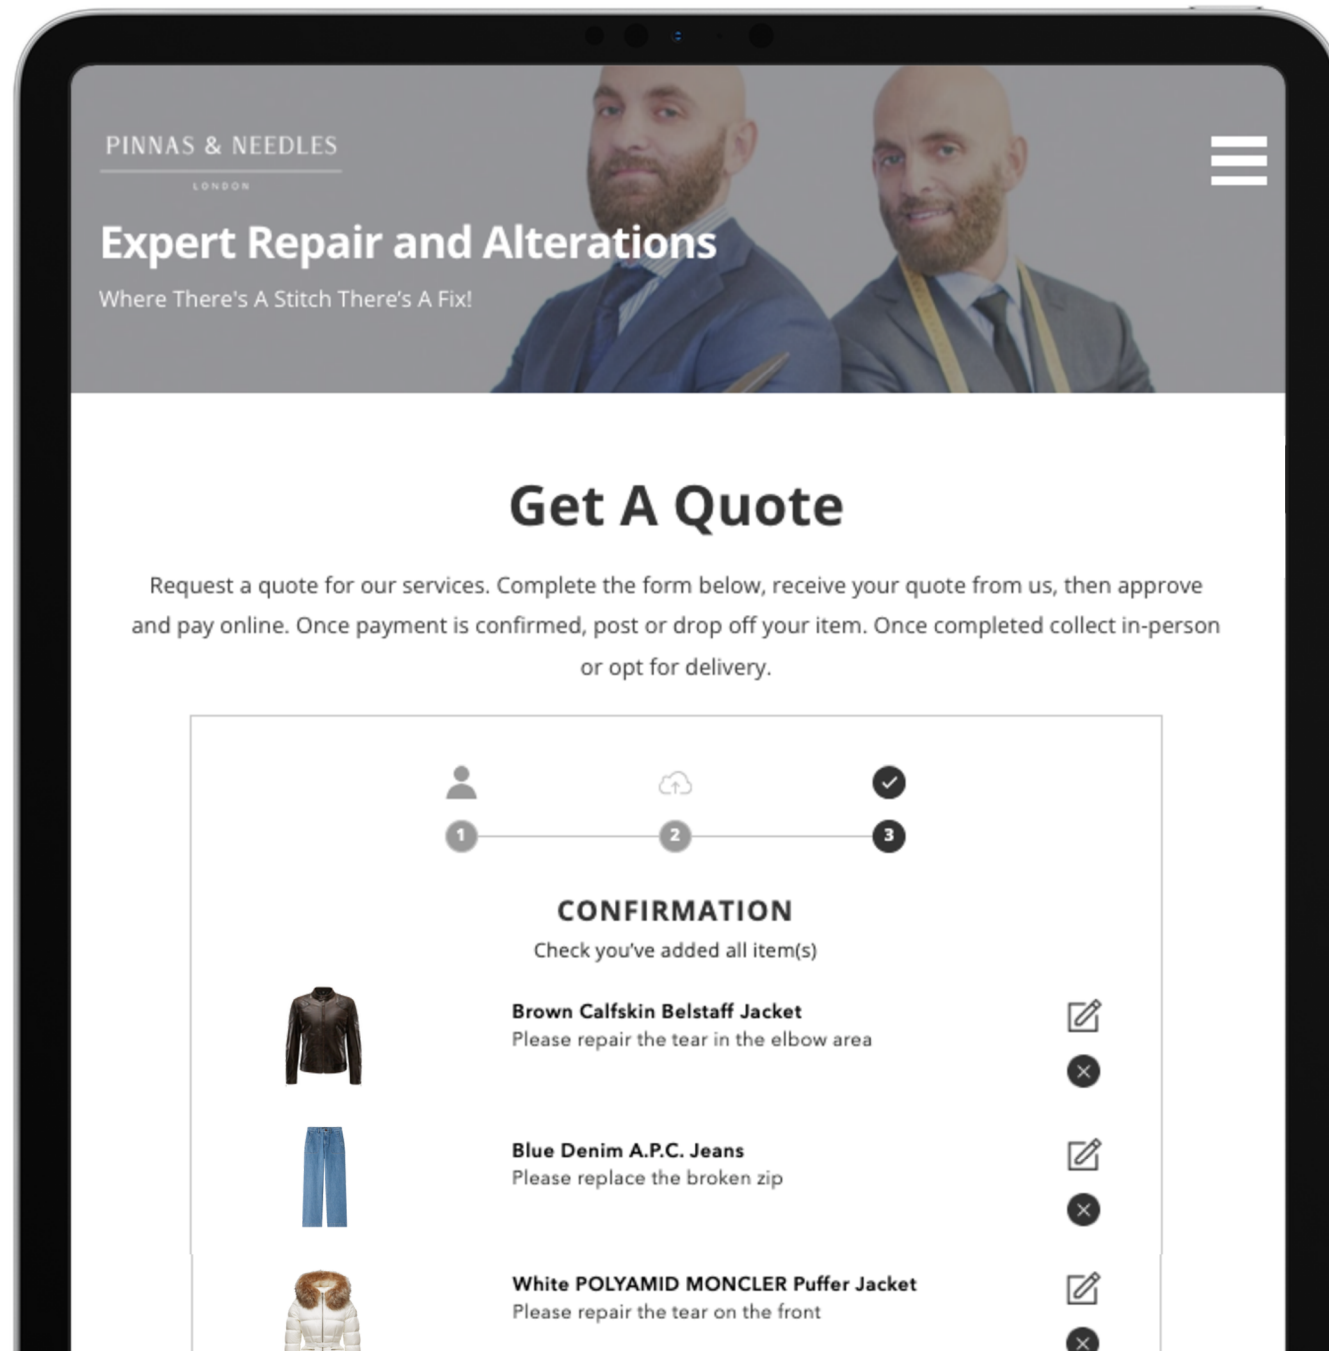 PINNAS & NEEDLES
LONDON
Expert Repair and Alterations
Where There's A Stitch There’s A Fix!
Get A Quote
Request a quote for our services. Complete the form below, receive your quote from us, then approve
and pay online. Once payment is confirmed, post or drop off your item. Once completed collect in-person
or opt for delivery.
1 2 3
CONFIRMATION
Check you’ve added all item(s)
Brown Calfskin Belstaff Jacket
Please repair the tear in the elbow area
Blue Denim A.P.C. Jeans
Please replace the broken zip
White POLYAMID MONCLER Puffer Jacket
Please repair the tear on the front